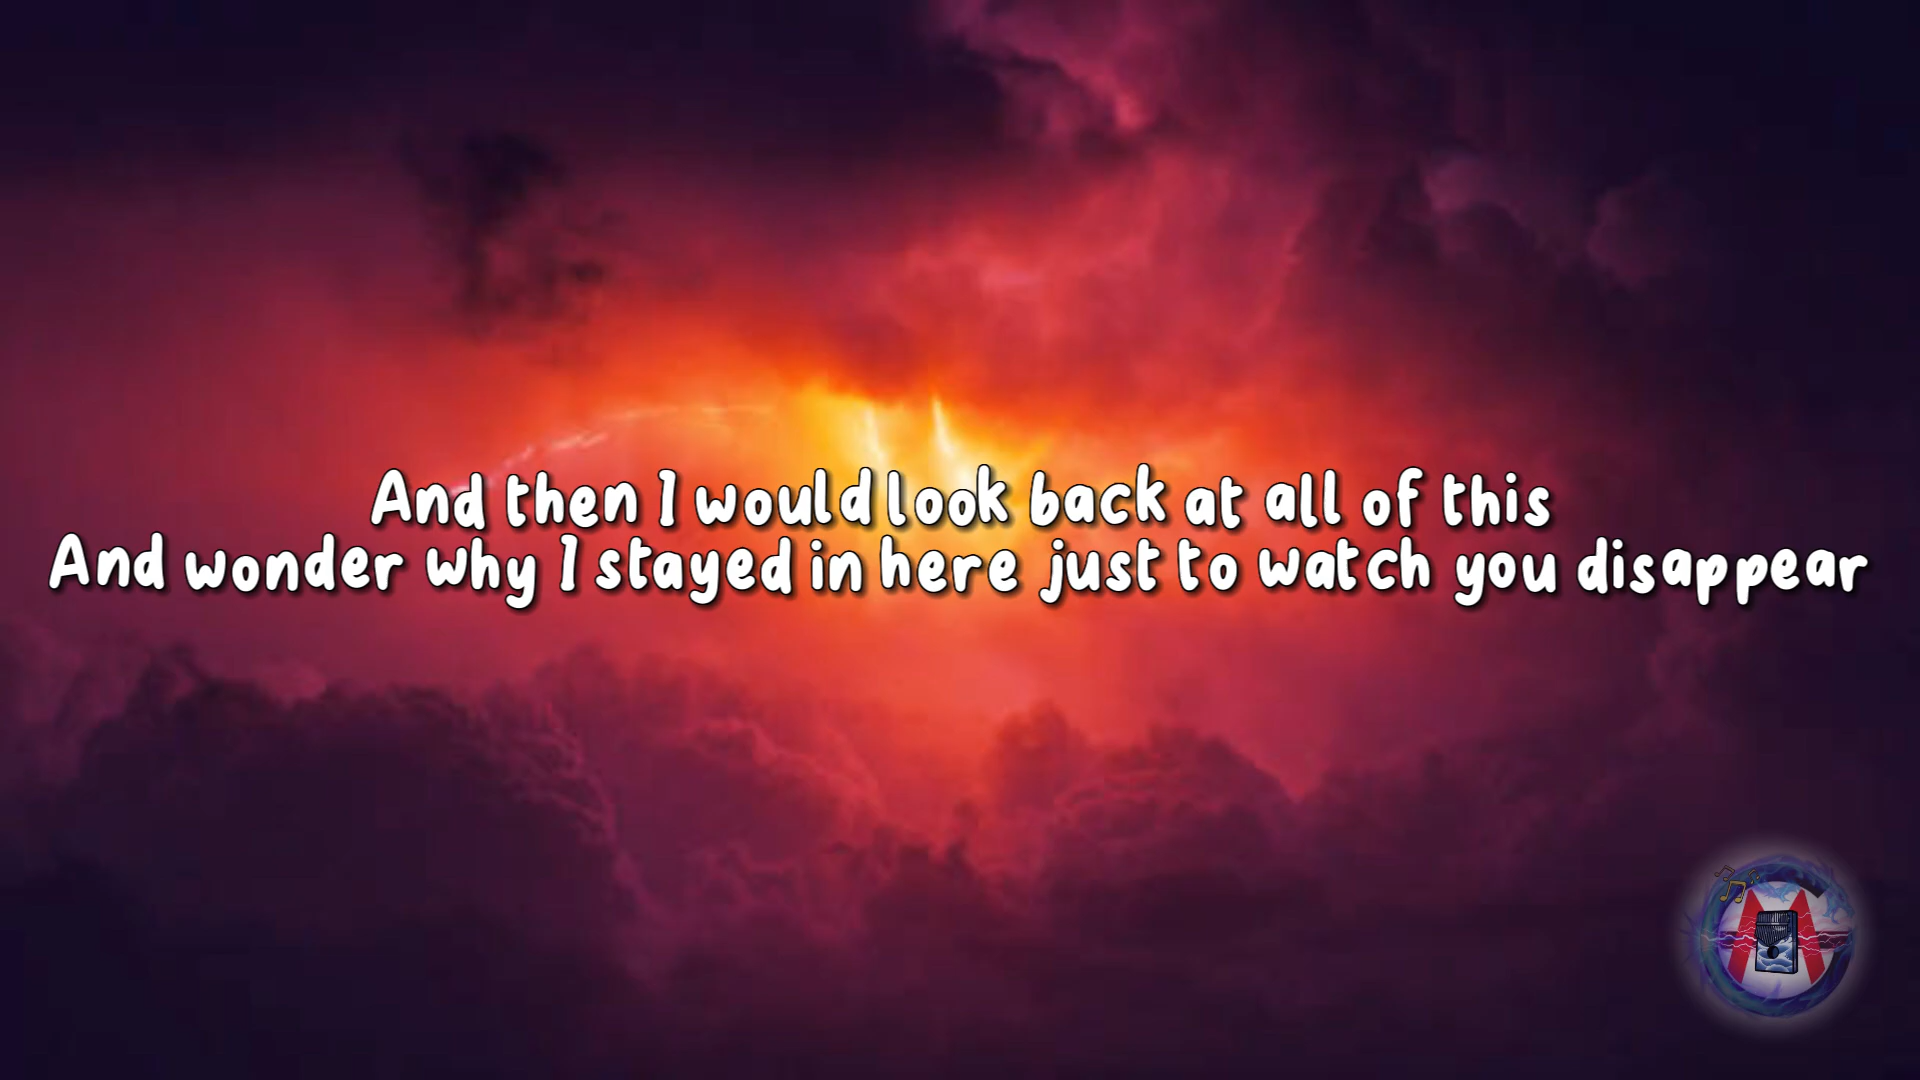 And then I would look back at all of this
And wonder why I stayed in here just to watch you disappear